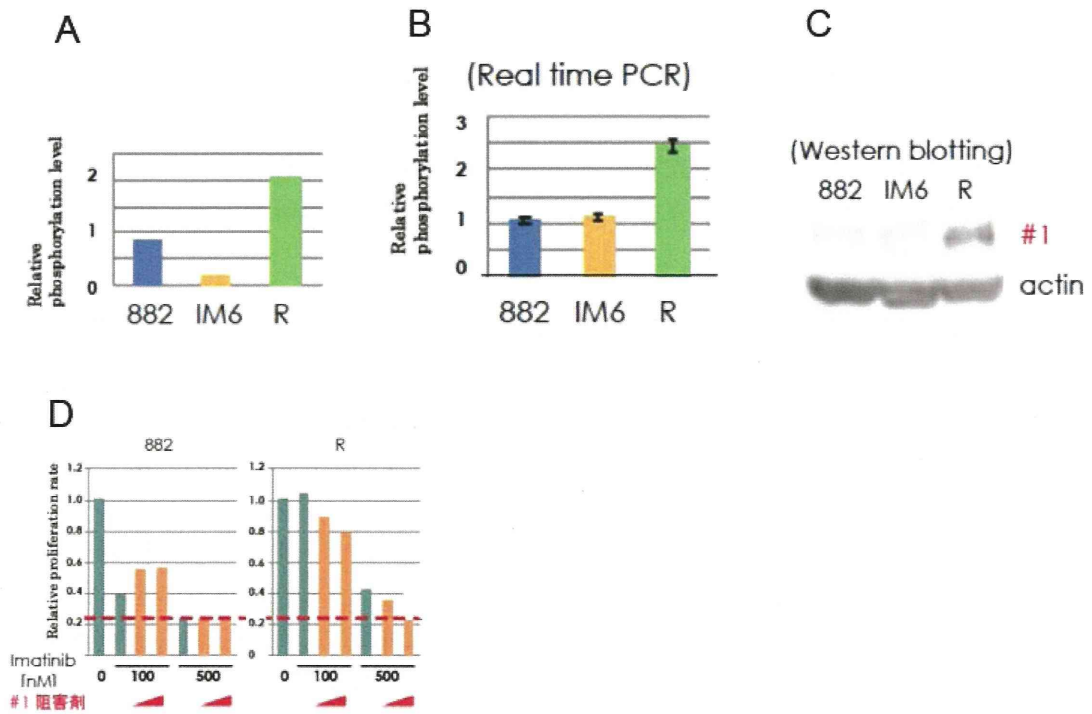 A
Relative
phosphorylation level
2
1
0
882 IM6 R
B
(Real time PCR)
Relative
phosphorylation level
3
2
1
0
882 IM6 R
C
(Western blotting)
882 IM6 R
#1
actin
D
882
Relative proliferation rate
1.2
1.0
0.8
0.6
0.4
0.2
0
R
1.2
1.0
0.8
0.6
0.4
0.2
0
Imatinib
[nM]
0 100 500
0 100 500
#1 阻害剤